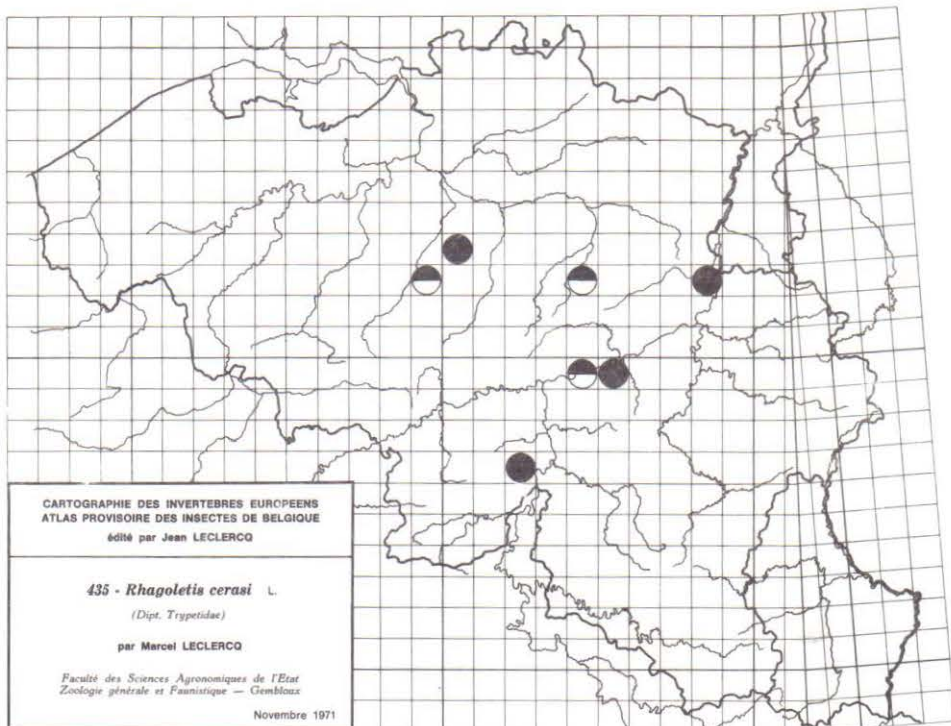 CARTOGRAPHIE DES INVERTEBRES EUROPEENS
ATLAS PROVISOIRE DES INSECTES DE BELGIQUE
édité par Jean LECLERCQ
435 - Rhagoletis cerasi L.
(Dipt. Trypetidae)
par Marcel LECLERCQ
Faculté des Sciences Agronomiques de l'Etat
Zoologie générale et Faunistique — Gembloux
Novembre 1971